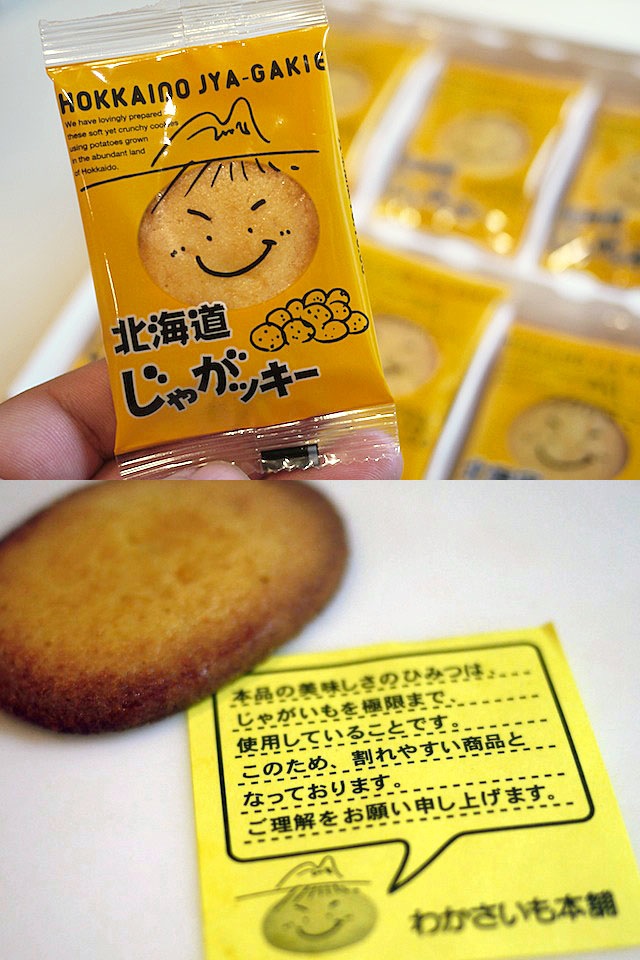 HOKKAIDO JYA-GAKIE
We have lovingly prepared
these soft yet crunchy cookies
using potatoes grown
in the abundant land
of Hokkaido.
北海道
じゃがッキー
本品の美味しさのひみつは、
じゃがいもを極限まで、
使用していることです。
このため、割れやすい商品と
なっております。
ご理解をお願い申し上げます。
わかさいも本舗